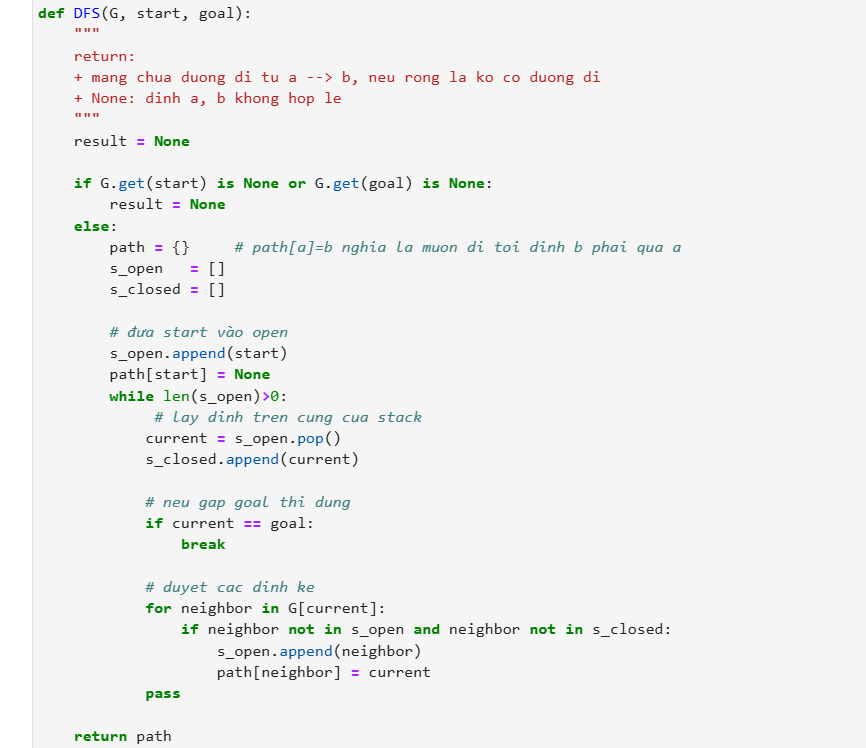 def DFS(G, start, goal):
    """
    return:
    + mang chua duong di tu a --> b, neu rong la ko co duong di
    + None: dinh a, b khong hop le
    """
    result = None

    if G.get(start) is None or G.get(goal) is None:
        result = None
    else:
        path = {}     # path[a]=b nghia la muon di toi dinh b phai qua a
        s_open   = []
        s_closed = []

        # đưa start vào open
        s_open.append(start)
        path[start] = None
        while len(s_open)>0:
             # lay dinh tren cung cua stack
            current = s_open.pop()
            s_closed.append(current)

            # neu gap goal thi dung
            if current == goal:
                break

            # duyet cac dinh ke
            for neighbor in G[current]:
                if neighbor not in s_open and neighbor not in s_closed:
                    s_open.append(neighbor)
                    path[neighbor] = current
            pass

    return path